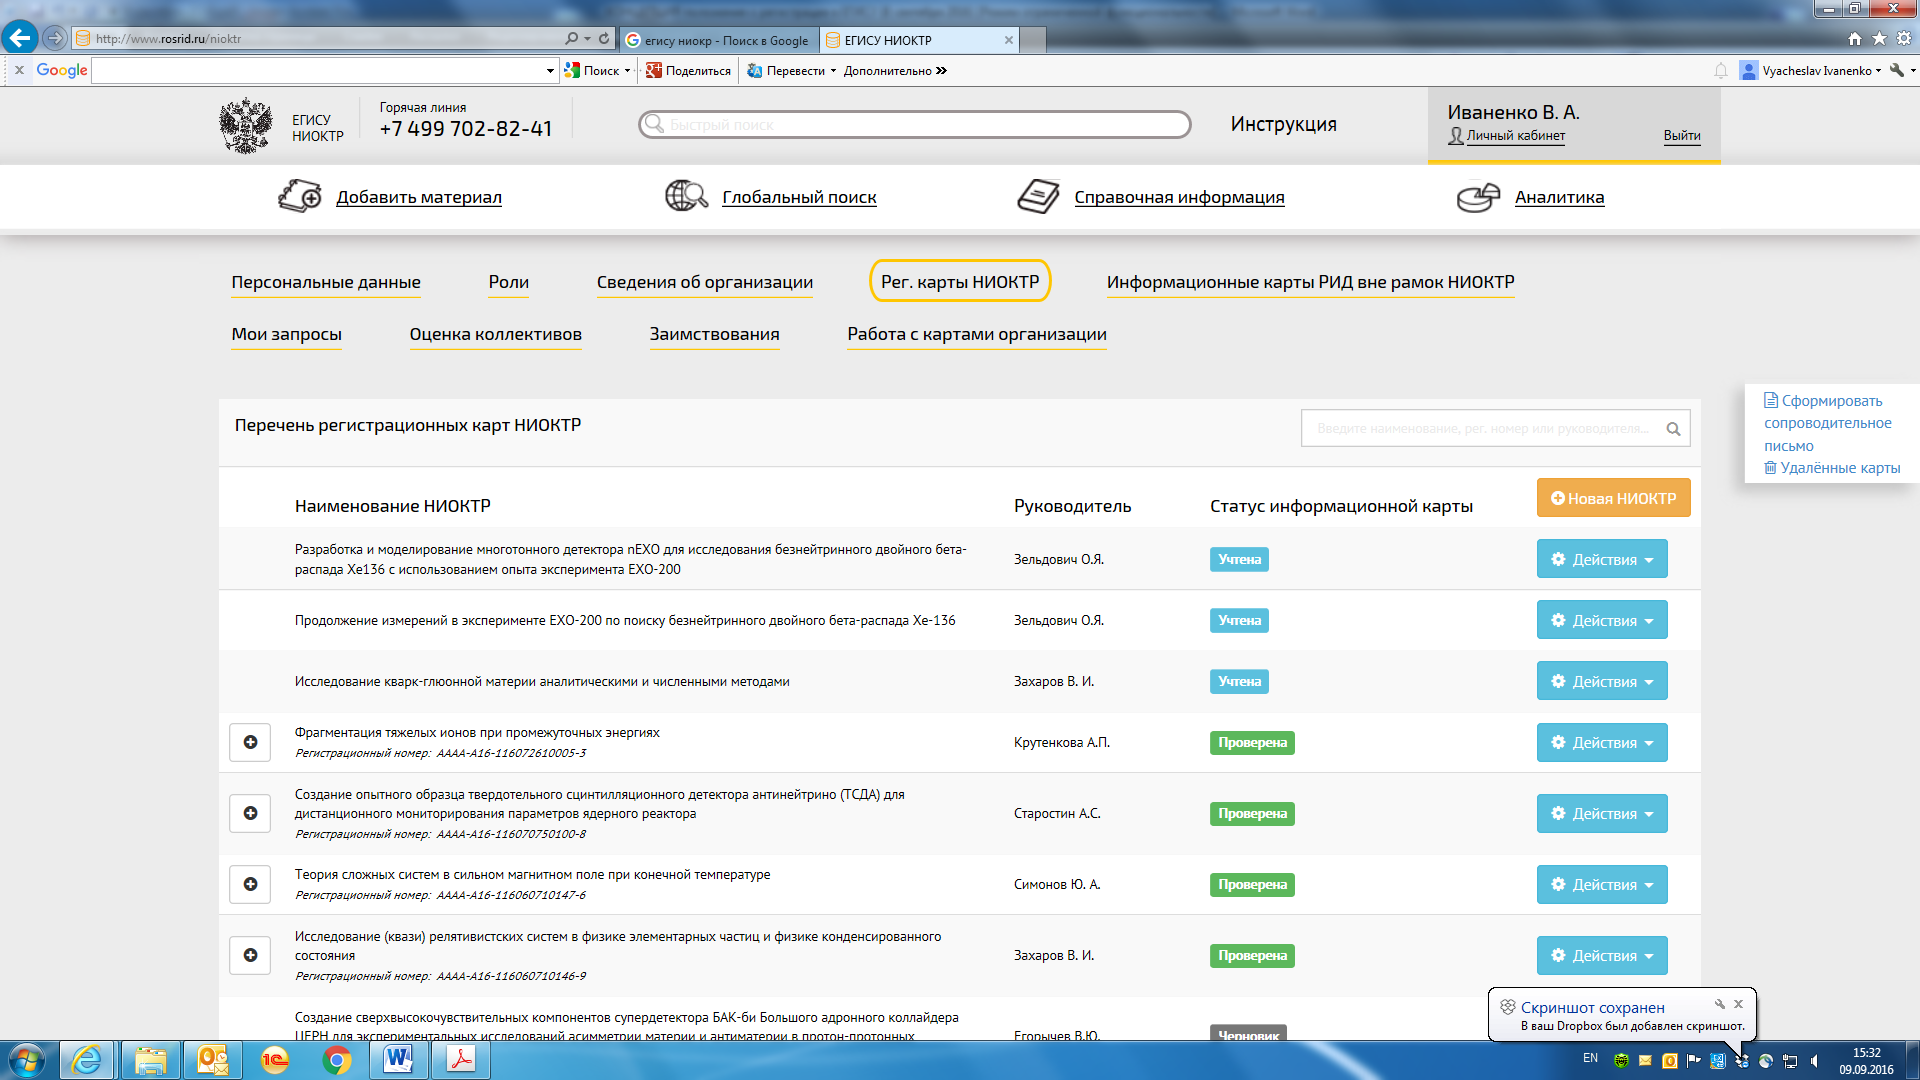 http://www.rosrid.ru/nioktr
егису ниокр - Поиск в Google
ЕГИСУ НИОКТР
Google
Поиск
Поделиться
Перевести
Дополнительно
Vyacheslav Ivanenko
ЕГИСУ
НИОКТР
Горячая линия
+7 499 702-82-41
Быстрый поиск
Инструкция
Иваненко В. А.
Личный кабинет
Выйти
Добавить материал
Глобальный поиск
Справочная информация
Аналитика
Персональные данные
Роли
Сведения об организации
Рег. карты НИОКТР
Информационные карты РИД вне рамок НИОКТР
Мои запросы
Оценка коллективов
Заимствования
Работа с картами организации
Сформировать
сопроводительное
письмо
Удалённые карты
Перечень регистрационных карт НИОКТР
Введите наименование, рег. номер или руководителя...
Наименование НИОКТР
Руководитель
Статус информационной карты
Новая НИОКТР
Разработка и моделирование многотонного детектора nEXO для исследования безнейтринного двойного бета-
распада Xe136 с использованием опыта эксперимента EXO-200
Зельдович О.Я.
Учтена
Действия
Продолжение измерений в эксперименте EXO-200 по поиску безнейтринного двойного бета-распада Xe-136
Зельдович О.Я.
Учтена
Действия
Исследование кварк-глюонной материи аналитическими и численными методами
Захаров В. И.
Учтена
Действия
Фрагментация тяжелых ионов при промежуточных энергиях
Регистрационный номер: АААА-А16-116072610005-3
Крутенкова А.П.
Проверена
Действия
Создание опытного образца твердотельного сцинтилляционного детектора антинейтрино (ТСДА) для
дистанционного мониторирования параметров ядерного реактора
Регистрационный номер: АААА-А16-116070750100-8
Старостин А.С.
Проверена
Действия
Теория сложных систем в сильном магнитном поле при конечной температуре
Регистрационный номер: АААА-А16-116060710147-6
Симонов Ю. А.
Проверена
Действия
Исследование (квази) релятивистских систем в физике элементарных частиц и физике конденсированного
состояния
Регистрационный номер: АААА-А16-116060710146-9
Захаров В. И.
Проверена
Действия
Создание сверхвысокочувствительных компонентов супердетектора БАК-би Большого адронного коллайдера
ЦЕРН для экспериментальных исследований асимметрии материи и антиматерии в протон-протонных
Егорычев В.Ю.
Черновик
Скриншот сохранен
В ваш Dropbox был добавлен скриншот.
EN
15:32
09.09.2016